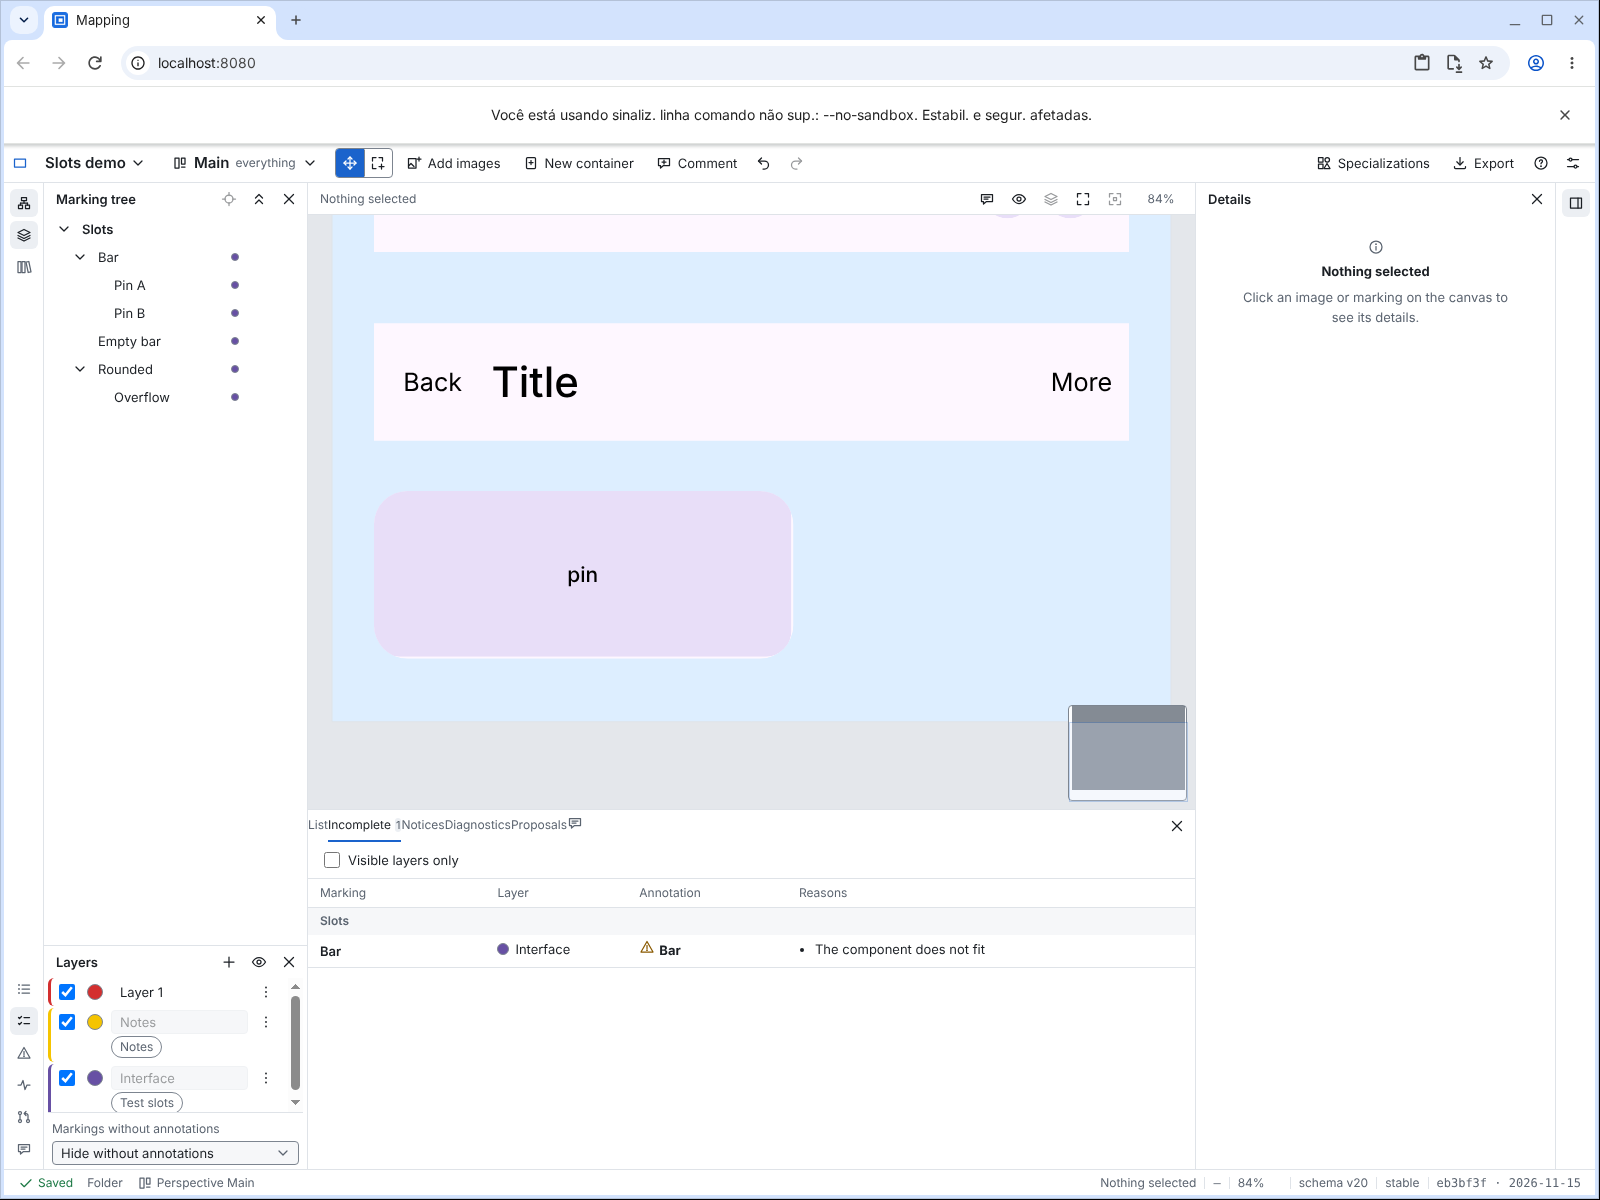 Mapping
localhost:8080
Você está usando sinaliz. linha comando não sup.: --no-sandbox. Estabil. e segur. afetadas.
Slots demo
Main everything
Add images
New container
Comment
Specializations
Export
Marking tree
Nothing selected
84%
Details
Slots
Bar
Pin A
Pin B
Empty bar
Rounded
Overflow
Nothing selected
Click an image or marking on the canvas to
see its details.
Back Title More
pin
List Incomplete 1 Notices Diagnostics Proposals
Visible layers only
Marking Layer Annotation Reasons
Slots
Bar Interface Bar • The component does not fit
Layers
Layer 1
Notes
Notes
Interface
Test slots
Markings without annotations
Hide without annotations
Saved Folder Perspective Main
Nothing selected – 84% schema v20 stable eb3bf3f · 2026-11-15